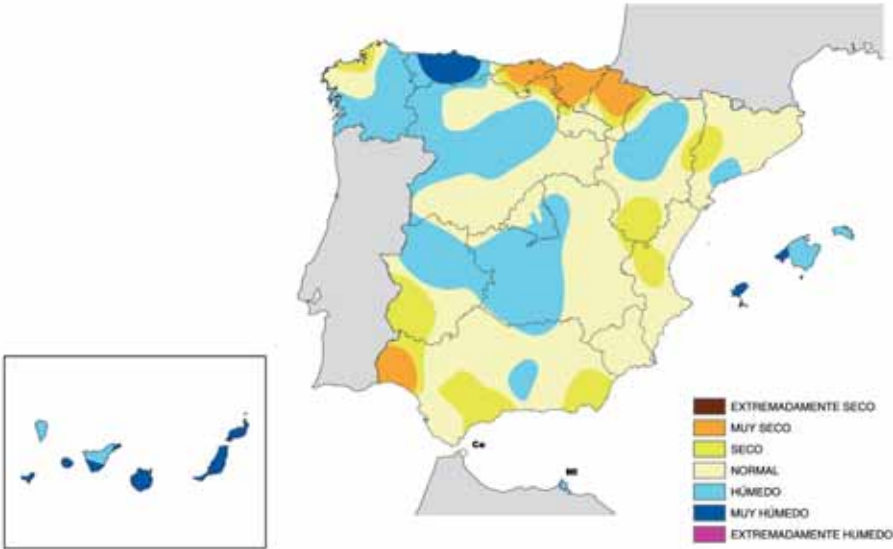 Ce
Ml
EXTREMADAMENTE SECO
MUY SECO
SECO
NORMAL
HÚMEDO
MUY HÚMEDO
EXTREMADAMENTE HUMEDO